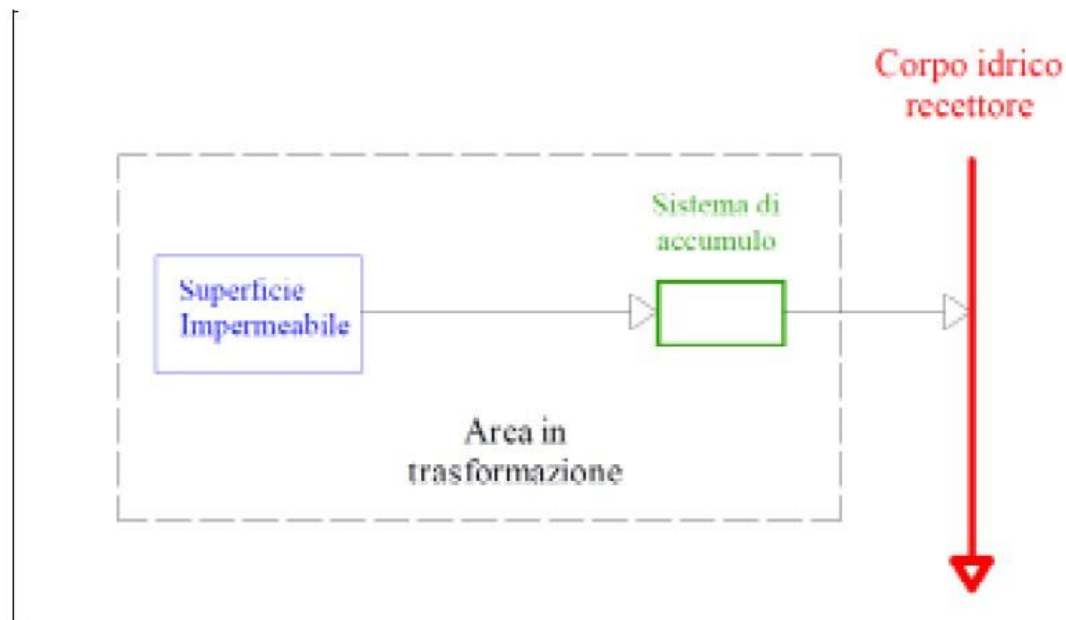 Corpo idrico
recettore
Sistema di
accumulo
Superficie
Impermeabile
Area in
trasformazione